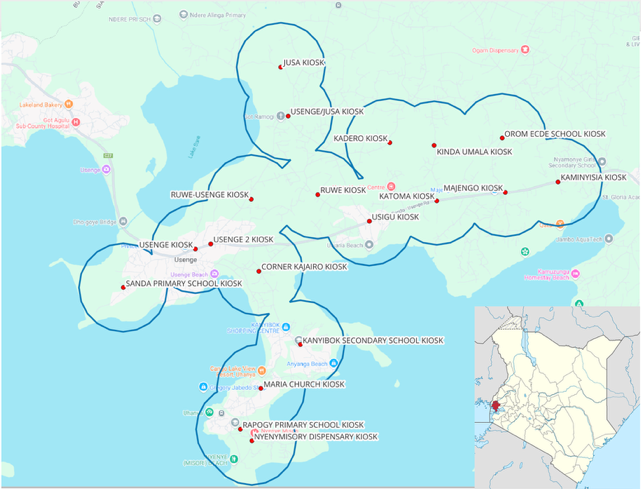 NDERE PRI SCH
Ndere Alinga Primary
JUSA KIOSK
Ogam Dispensary
Lakeland Bakery
Got Agulu
Sub-County Hospital
USENGE/JUSA KIOSK
KADERO KIOSK
OROM ECDE SCHOOL KIOSK
KINDA UMALA KIOSK
Usenge
RUWE-USENGE KIOSK
RUWE KIOSK
MAJENGO KIOSK
KAMINYISIA KIOSK
KATOMA KIOSK
USIGU KIOSK
USENGE KIOSK
USENGE 2 KIOSK
Usenge
Usenge Beach
CORNER KAJAIRO KIOSK
SANDA PRIMARY SCHOOL KIOSK
KANYIBOK SECONDARY SCHOOL KIOSK
Anyanga Beach
MARIA CHURCH KIOSK
RAPOGY PRIMARY SCHOOL KIOSK
NYENYMISORY DISPENSARY KIOSK